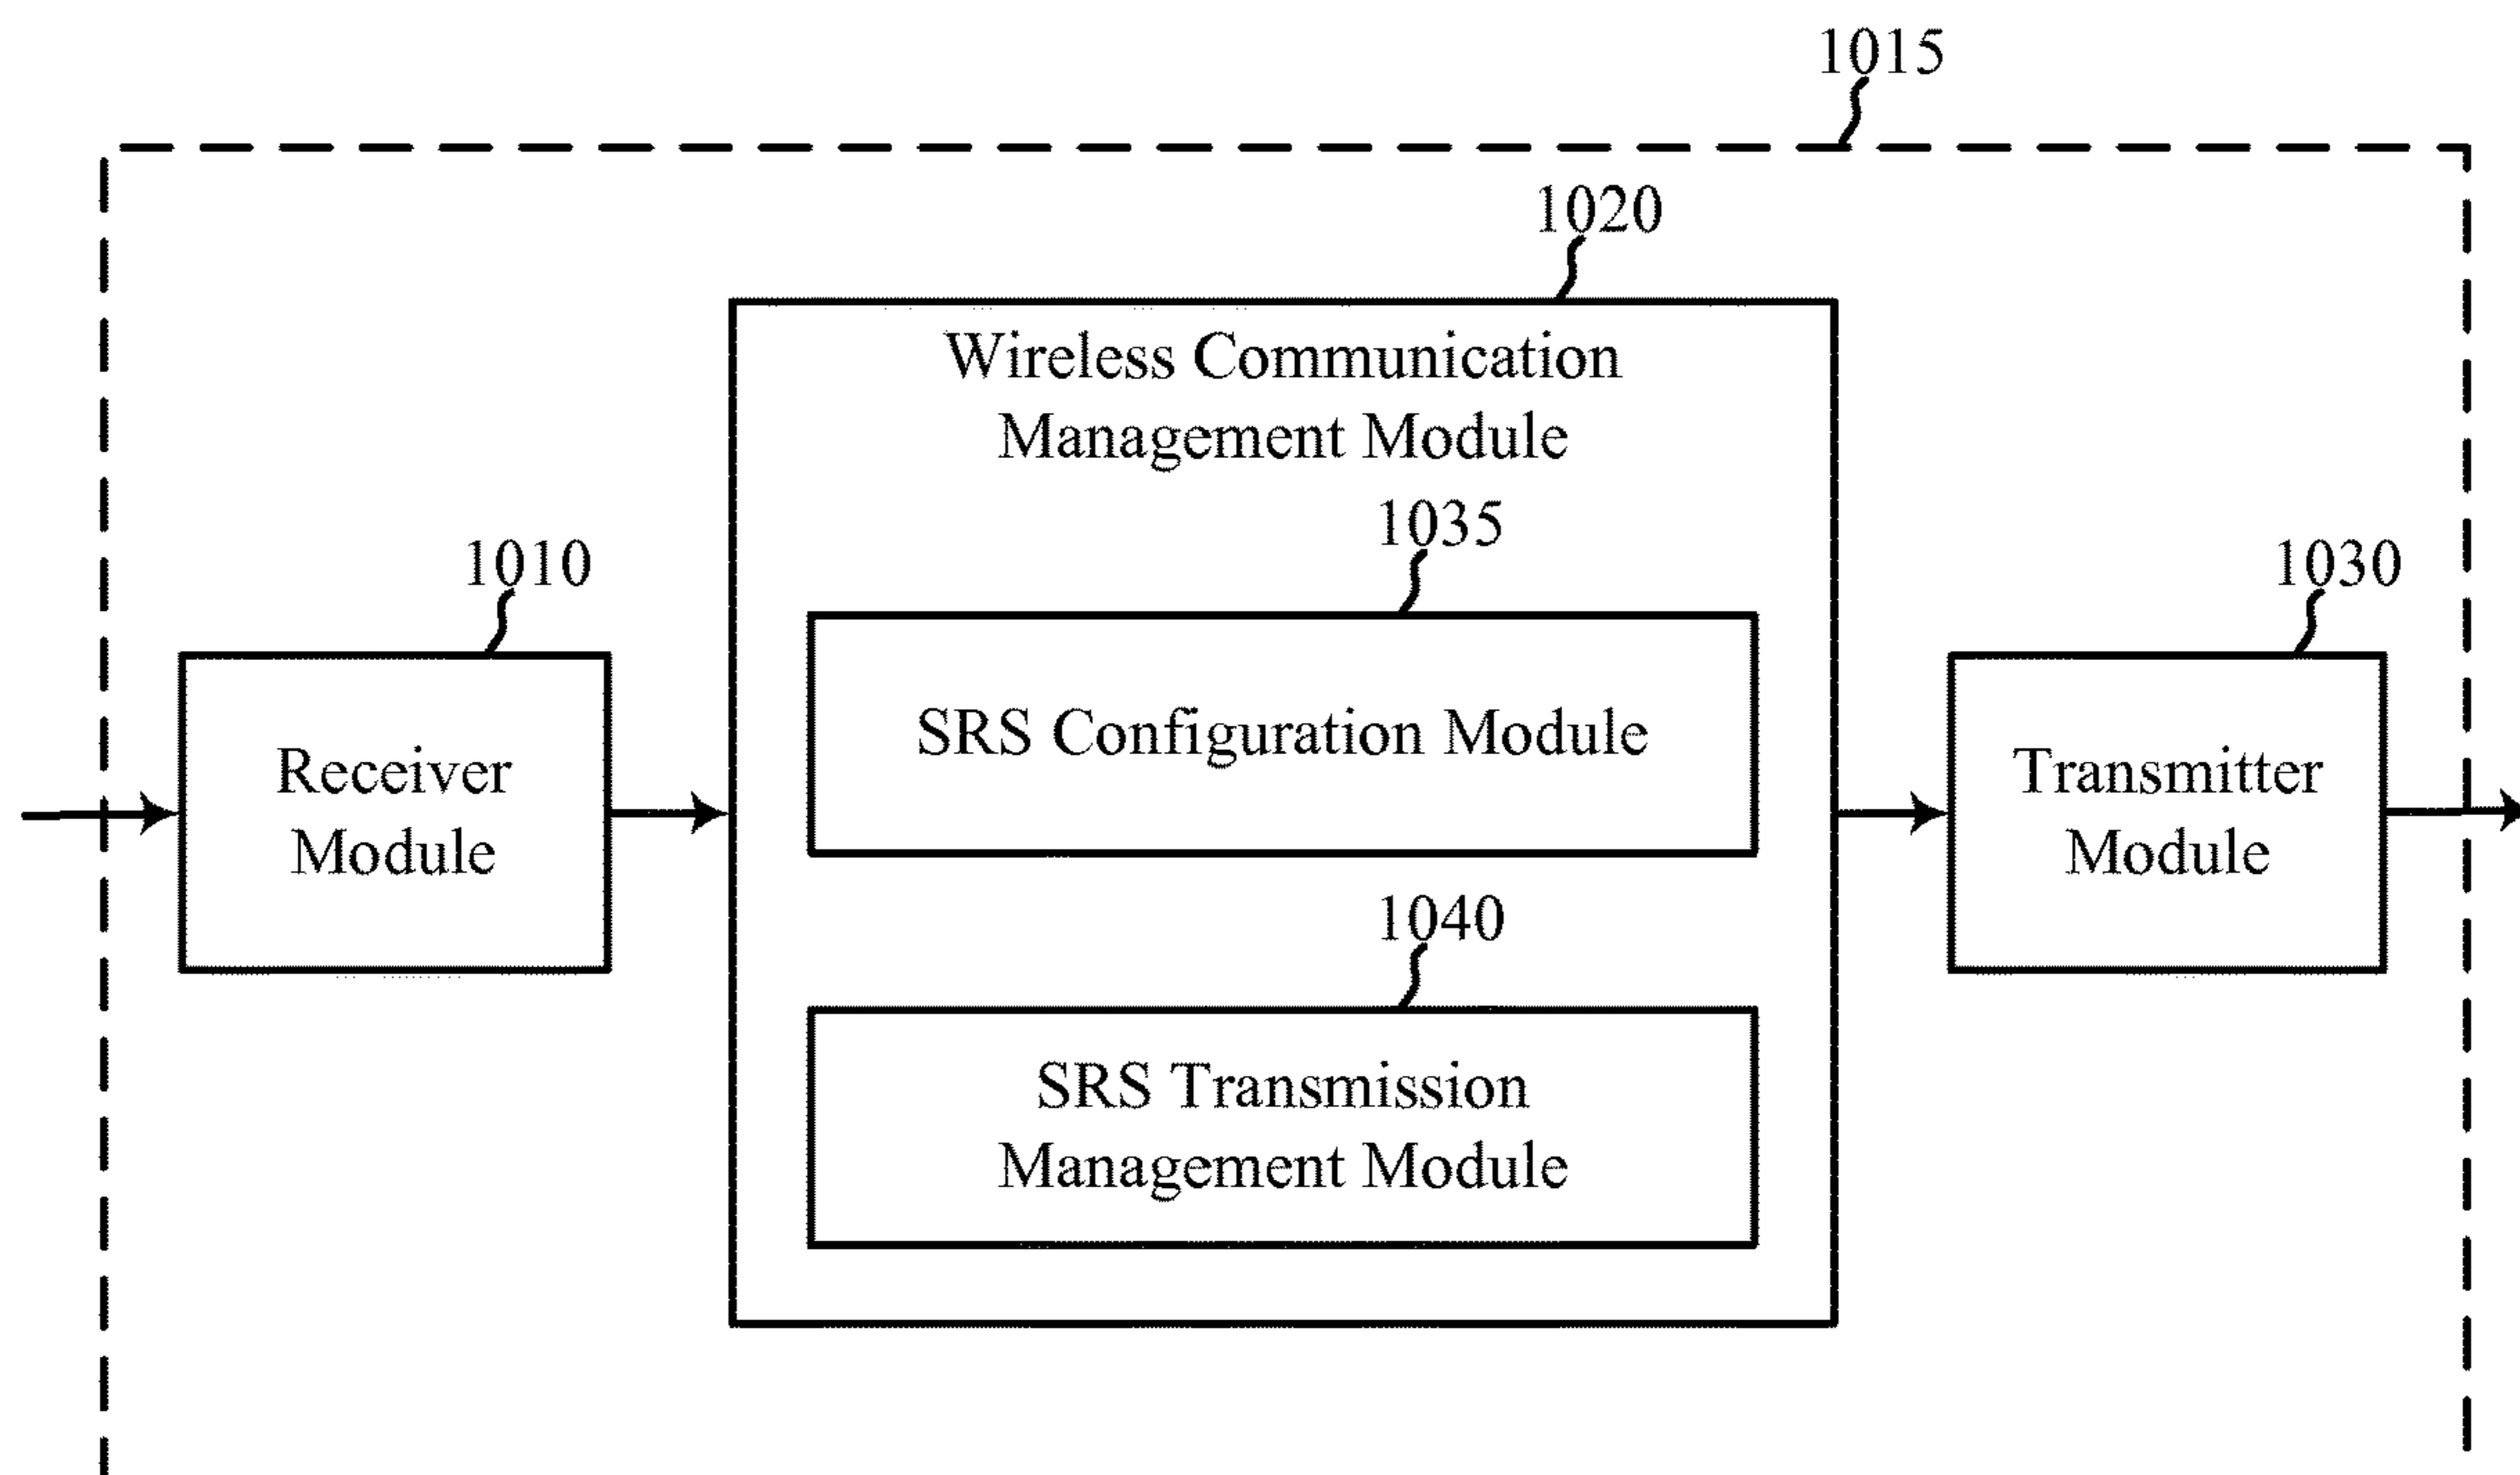 1015
1020
Wireless Communication
Management Module
1035
1010
1030
SRS Configuration Module
Receiver
Module
Transmitter
Module
1040
SRS Transmission
Management Module